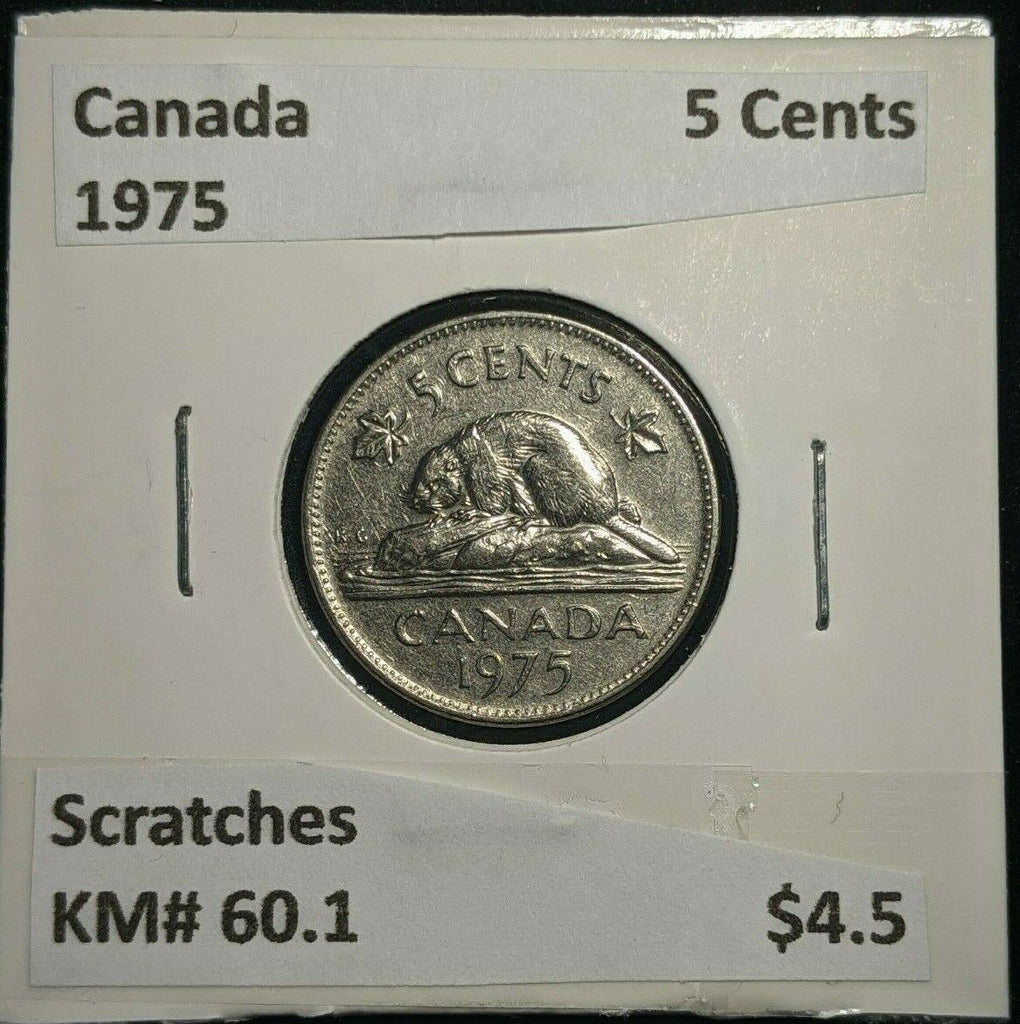 Canada 5 Cents
1975
5 CENTS
K G
CANADA
1975
Scratches
KM# 60.1 $4.5